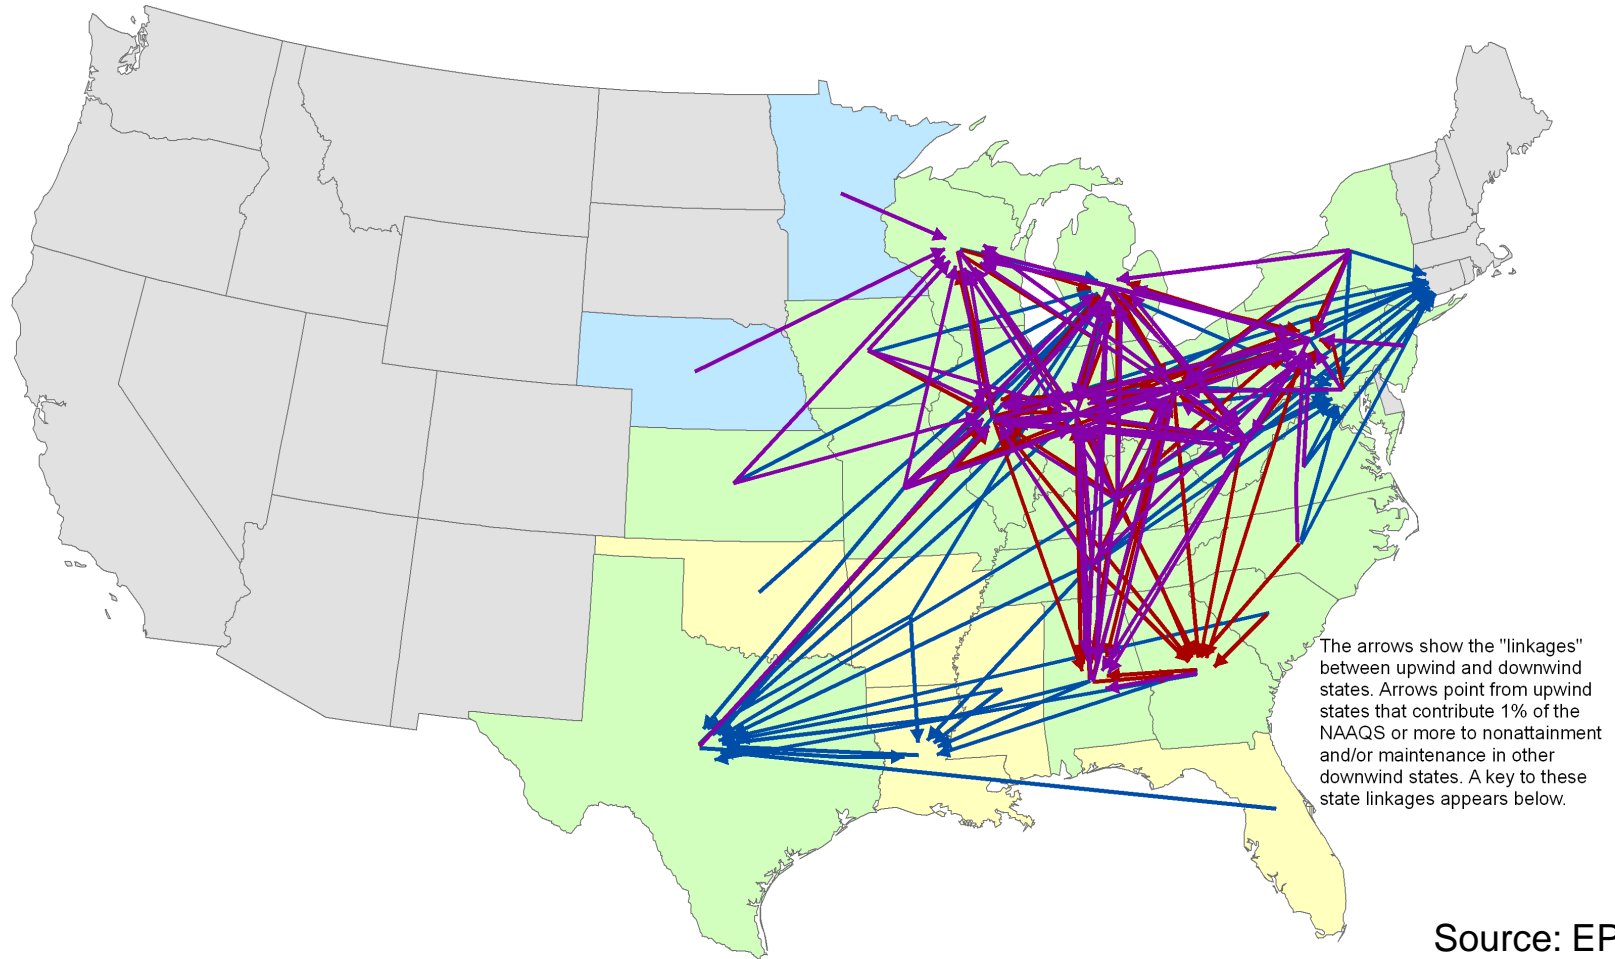 The arrows show the "linkages"
between upwind and downwind
states. Arrows point from upwind
states that contribute 1% of the
NAAQS or more to nonattainment
and/or maintenance in other
downwind states. A key to these
state linkages appears below.
Source: EP